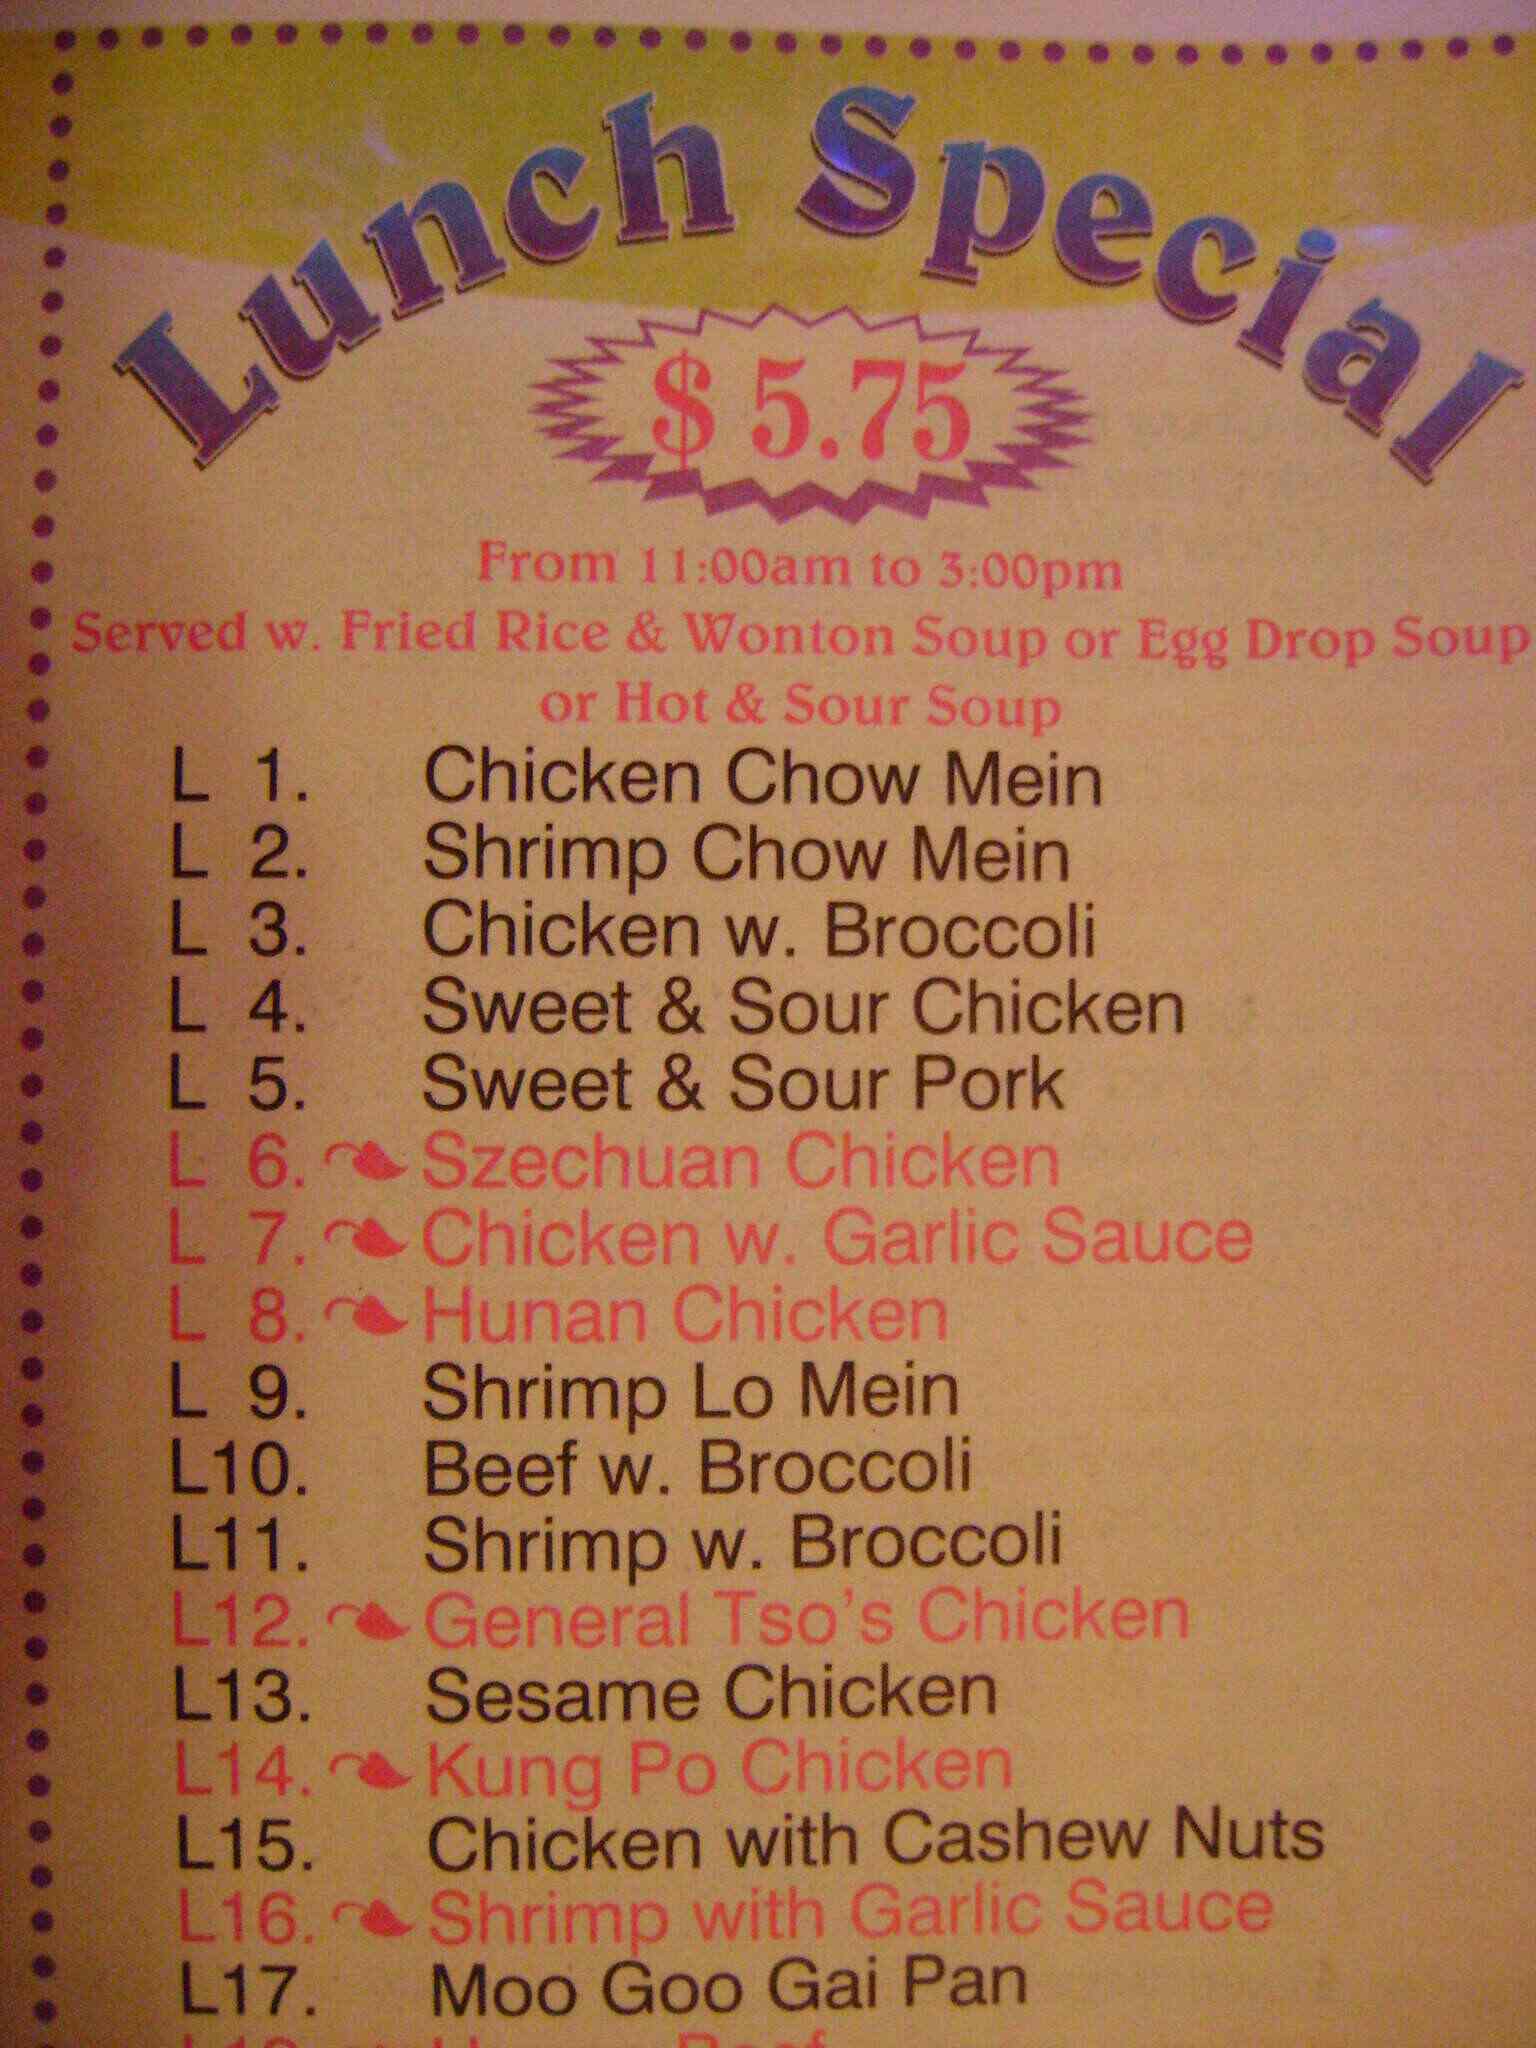 Lunch Special
$ 5.75
From 11:00am to 3:00pm
Served w. Fried Rice & Wonton Soup or Egg Drop Soup
or Hot & Sour Soup
L 1. Chicken Chow Mein
L 2. Shrimp Chow Mein
L 3. Chicken w. Broccoli
L 4. Sweet & Sour Chicken
L 5. Sweet & Sour Pork
L 6. Szechuan Chicken
L 7. Chicken w. Garlic Sauce
L 8. Hunan Chicken
L 9. Shrimp Lo Mein
L10. Beef w. Broccoli
L11. Shrimp w. Broccoli
L12. General Tso's Chicken
L13. Sesame Chicken
L14. Kung Po Chicken
L15. Chicken with Cashew Nuts
L16. Shrimp with Garlic Sauce
L17. Moo Goo Gai Pan
Beef